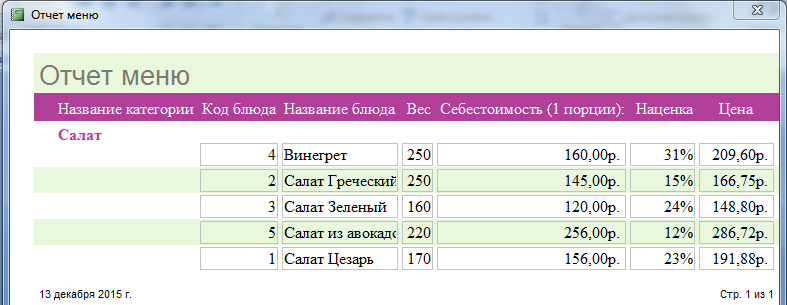 Отчет меню
Отчет меню
Название категории Код блюда Название блюда Вес Себестоимость (1 порции): Наценка Цена
Салат
4 Винегрет 250 160,00р. 31% 209,60р.
2 Салат Греческий 250 145,00р. 15% 166,75р.
3 Салат Зеленый 160 120,00р. 24% 148,80р.
5 Салат из авокадо 220 256,00р. 12% 286,72р.
1 Салат Цезарь 170 156,00р. 23% 191,88р.
13 декабря 2015 г. Стр. 1 из 1